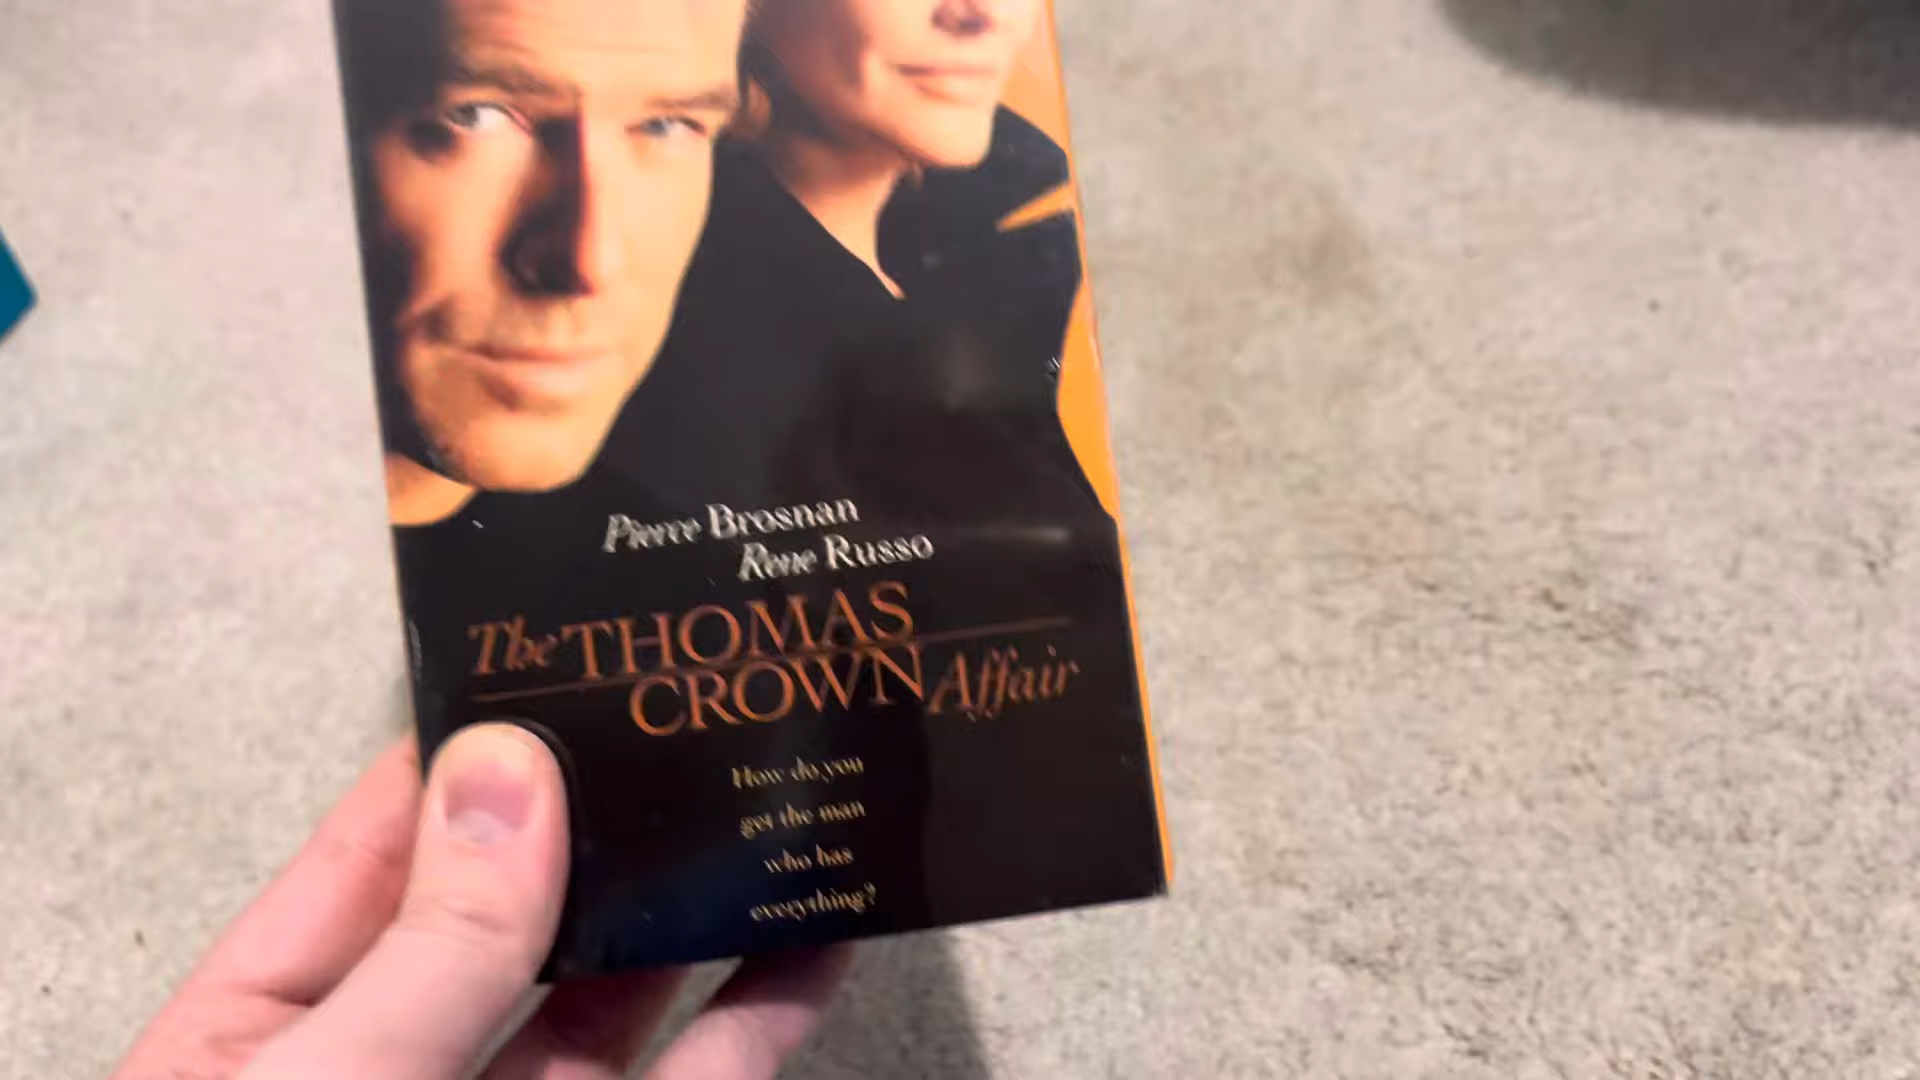 Pierce Brosnan
Rene Russo
The THOMAS
CROWN Affair
How do you
get the man
who has
everything?